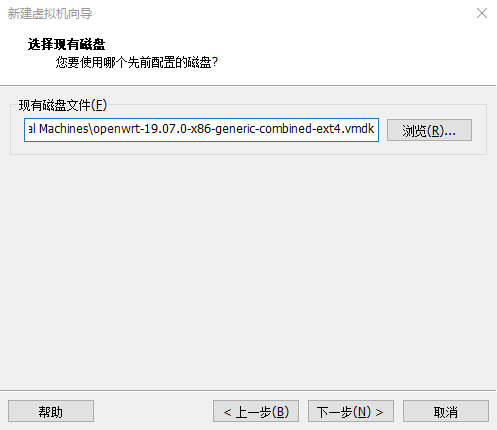 新建虚拟机向导
选择现有磁盘
您要使用哪个先前配置的磁盘?
现有磁盘文件(F)
al Machines\openwrt-19.07.0-x86-generic-combined-ext4.vmdk
浏览(R)...
帮助
< 上一步(B)
下一步(N) >
取消